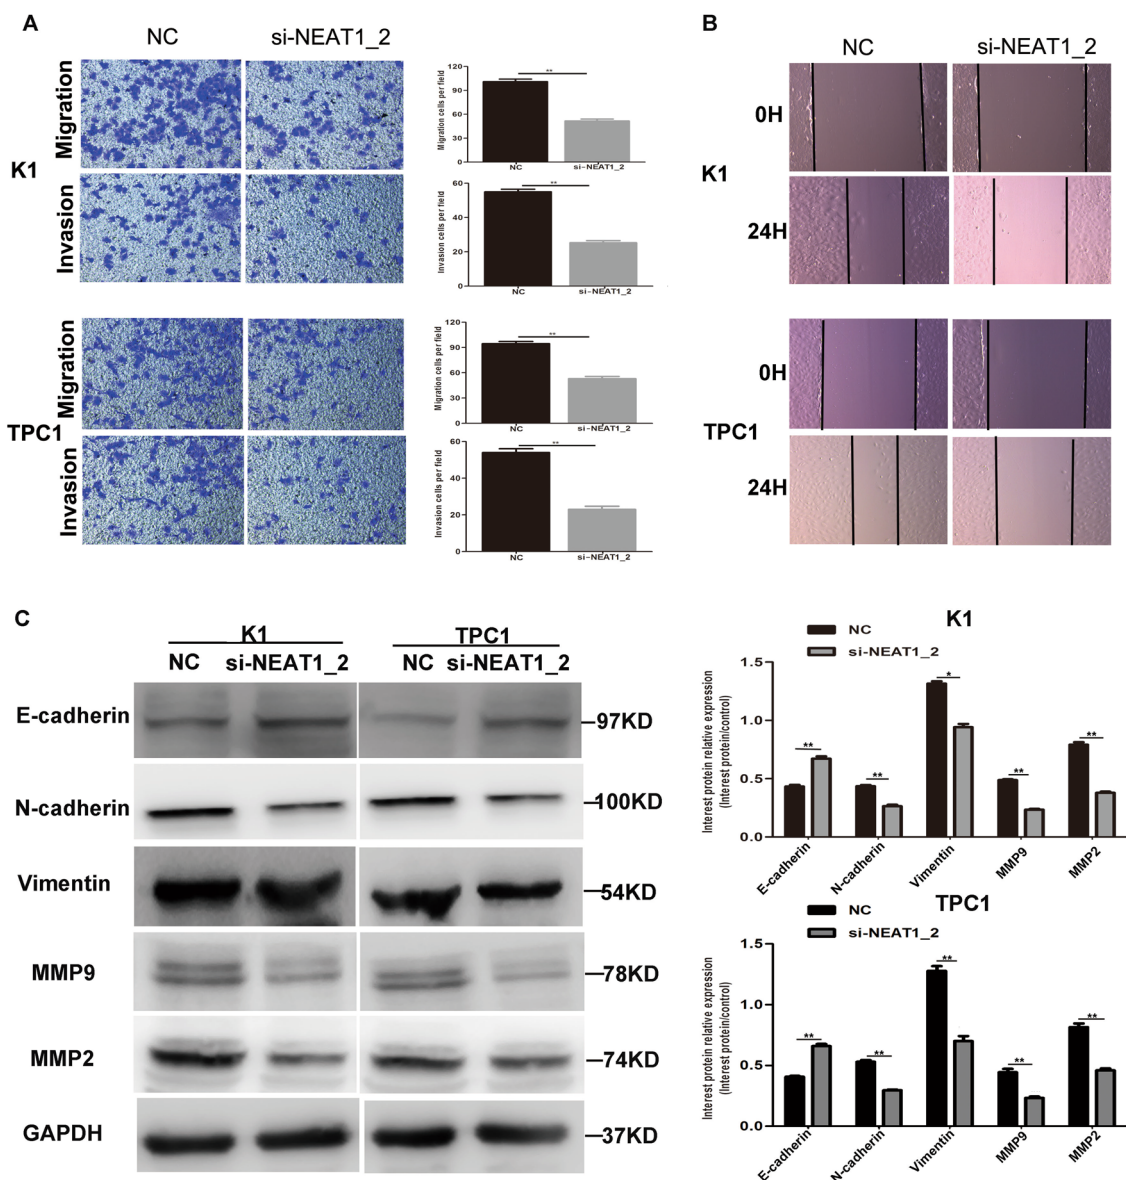 A
NC
si-NEAT1_2
K1
Migration
Invasion
Migration cells per field
120
90
60
30
0
**
NC
si-NEAT1_2
Invasion cells per field
60
40
20
0
**
NC
si-NEAT1_2
TPC1
Migration
Invasion
Migration cells per field
120
90
60
30
0
**
NC
si-NEAT1_2
Invasion cells per field
60
40
20
0
**
NC
si-NEAT1_2
B
NC
si-NEAT1_2
K1
0H
24H
TPC1
0H
24H
C
K1
TPC1
NC
si-NEAT1_2
NC
si-NEAT1_2
E-cadherin
97KD
N-cadherin
100KD
Vimentin
54KD
MMP9
78KD
MMP2
74KD
GAPDH
37KD
K1
NC
si-NEAT1_2
Interest protein relative expression
(Interest protein/control)
1.5
1.0
0.5
0.0
**
**
*
**
**
E-cadherin
N-cadherin
Vimentin
MMP9
MMP2
TPC1
NC
si-NEAT1_2
Interest protein relative expression
(Interest protein/control)
1.5
1.0
0.5
0.0
**
**
**
**
**
E-cadherin
N-cadherin
Vimentin
MMP9
MMP2